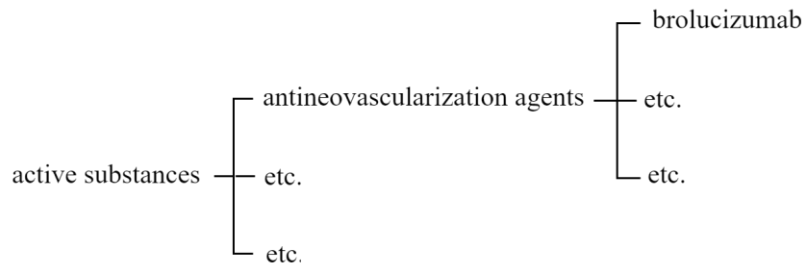 brolucizumab
antineovascularization agents
etc.
active substances
etc.
etc.
etc.